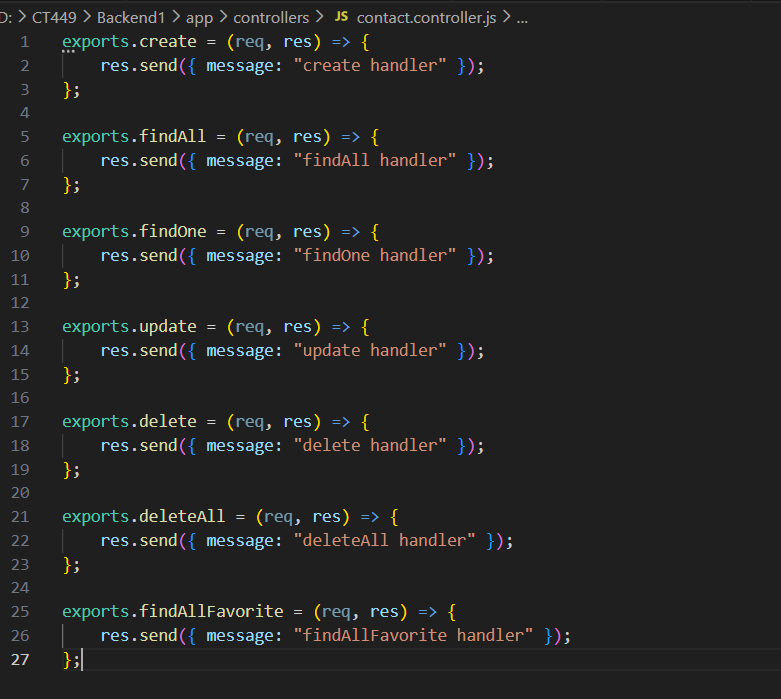 D: > CT449 > Backend1 > app > controllers > JS contact.controller.js > ...
1 exports.create = (req, res) => {
2     res.send({ message: "create handler" });
3 };
4
5 exports.findAll = (req, res) => {
6     res.send({ message: "findAll handler" });
7 };
8
9 exports.findOne = (req, res) => {
10     res.send({ message: "findOne handler" });
11 };
12
13 exports.update = (req, res) => {
14     res.send({ message: "update handler" });
15 };
16
17 exports.delete = (req, res) => {
18     res.send({ message: "delete handler" });
19 };
20
21 exports.deleteAll = (req, res) => {
22     res.send({ message: "deleteAll handler" });
23 };
24
25 exports.findAllFavorite = (req, res) => {
26     res.send({ message: "findAllFavorite handler" });
27 };